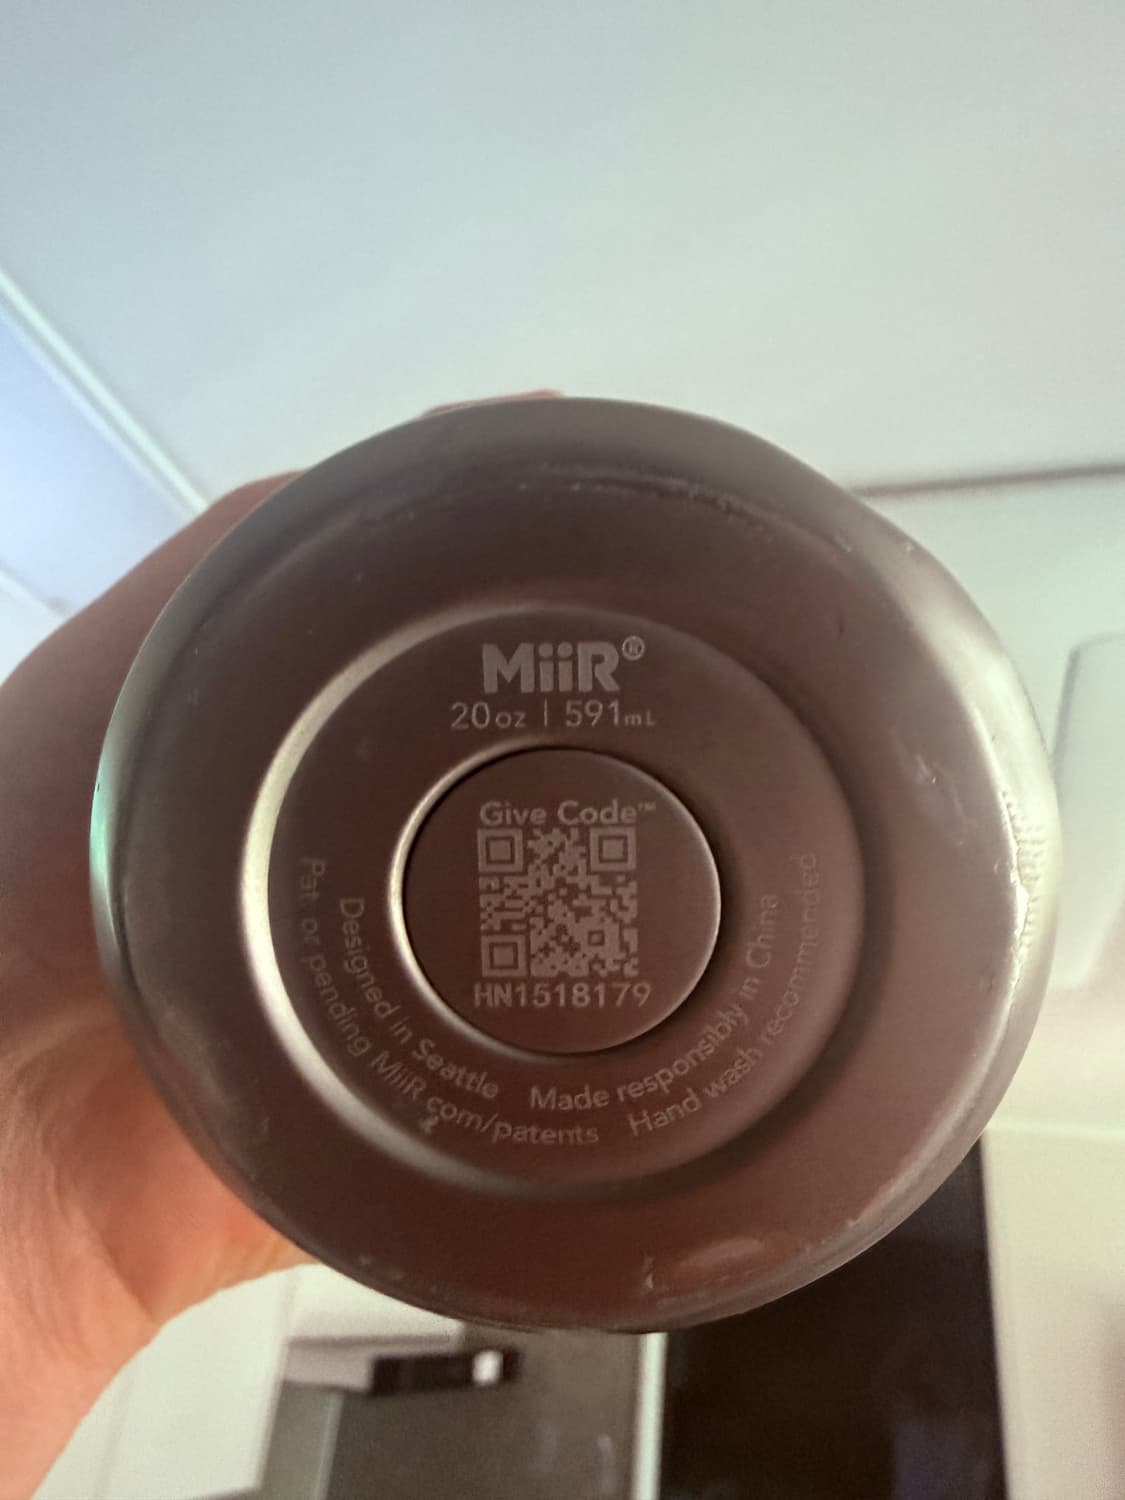 MiiR®
20oz | 591mL
Give Code™
HN1518179
Designed in Seattle Made responsibly in China
Pat. or pending MiiR.com/patents Hand wash recommended